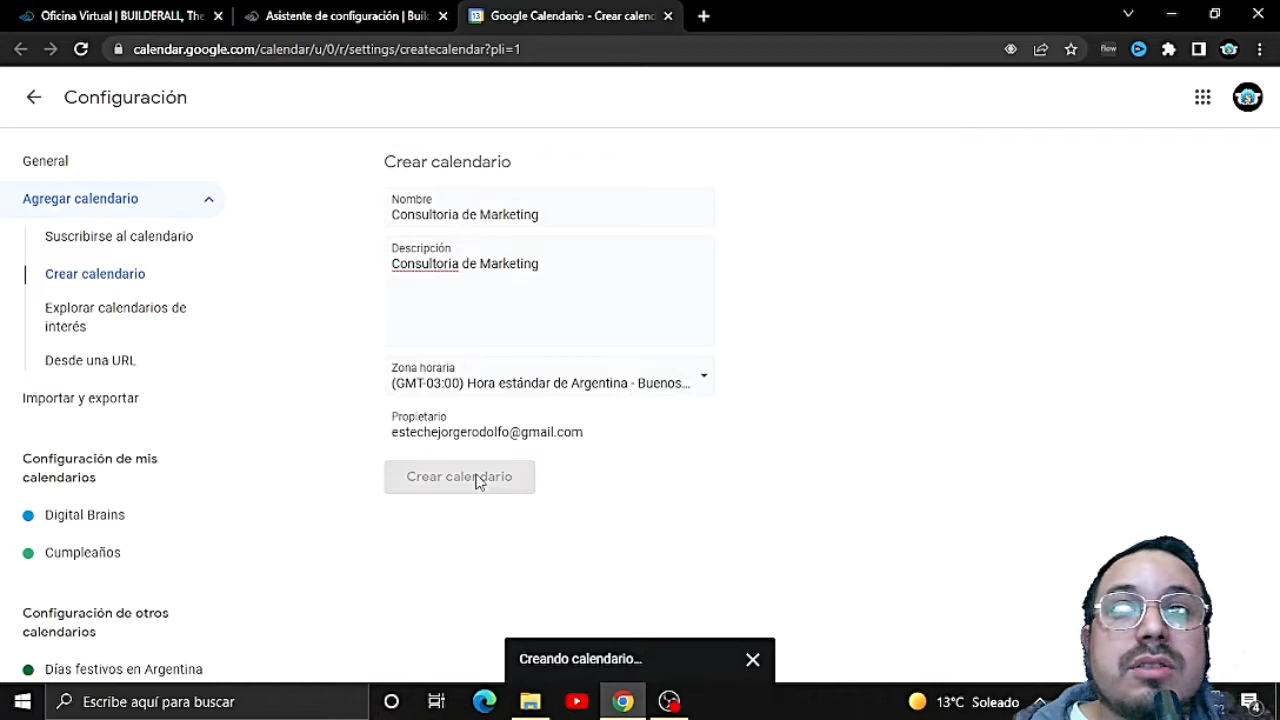 Oficina Virtual | BUILDERALL, The
Asistente de configuración | Buil
Google Calendario - Crear calenc
calendar.google.com/calendar/u/0/r/settings/createcalendar?pli=1
flow
Configuración
General
Agregar calendario
Suscribirse al calendario
Crear calendario
Explorar calendarios de
interés
Desde una URL
Importar y exportar
Configuración de mis
calendarios
Digital Brains
Cumpleaños
Configuración de otros
calendarios
Días festivos en Argentina
Crear calendario
Nombre
Consultoria de Marketing
Descripción
Consultoria de Marketing
Zona horaria
(GMT-03:00) Hora estándar de Argentina - Buenos...
Propietario
estechejorgerodolfo@gmail.com
Crear calendario
Creando calendario...
Escribe aquí para buscar
13°C Soleado
4